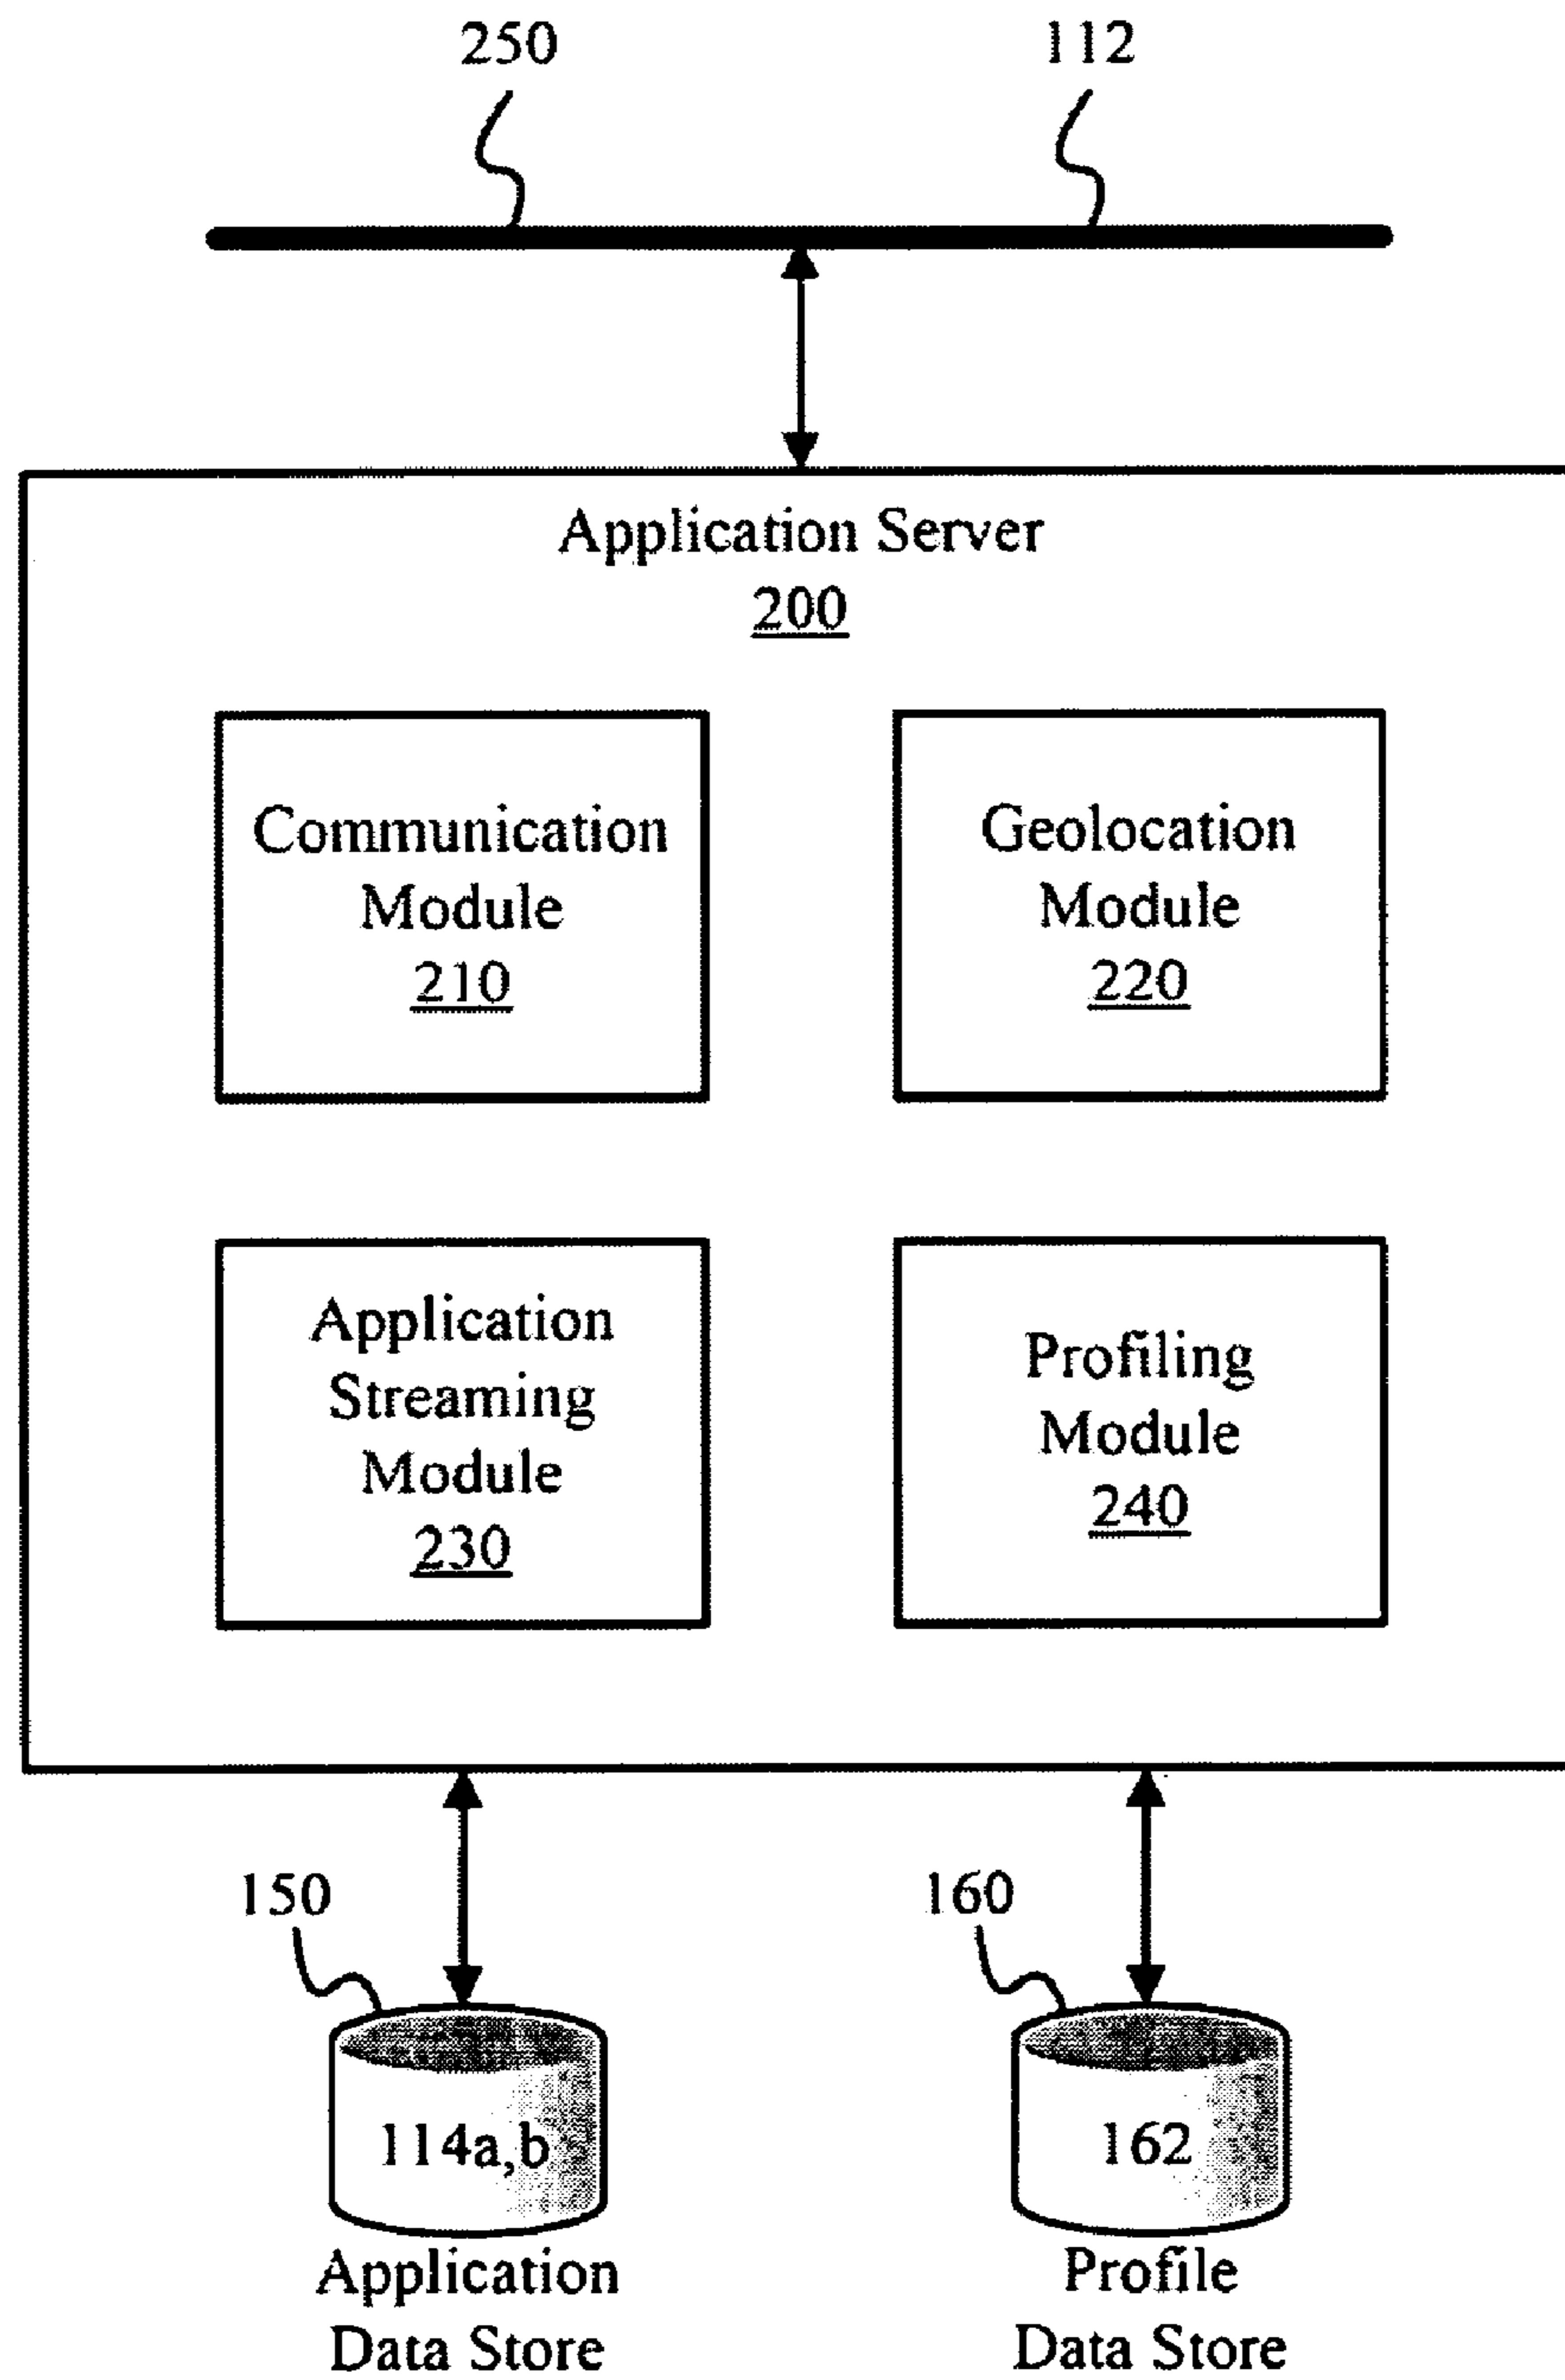 250
112
Application Server
200
Communication
Module
210
Geolocation
Module
220
Application
Streaming
Module
230
Profiling
Module
240
150
160
114a,b
162
Application
Data Store
Profile
Data Store